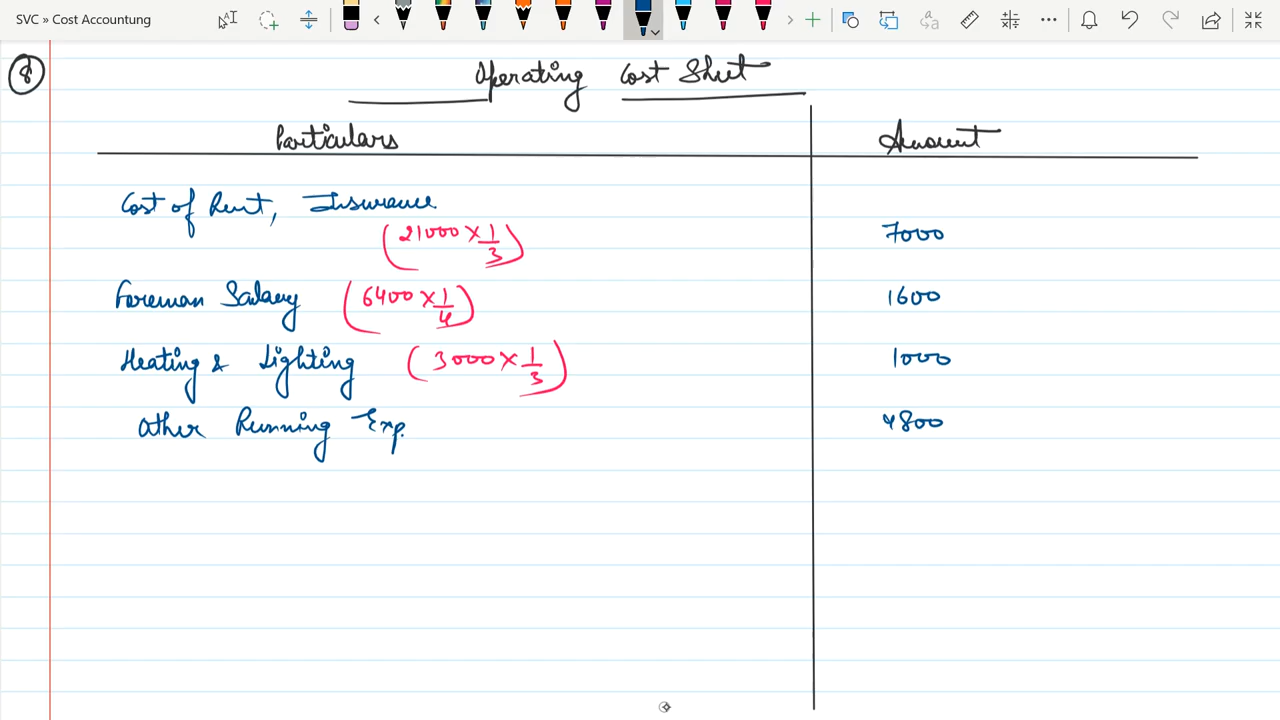 SVC » Cost Accountung
8
Operating Cost Sheet
Particulars Amount
Cost of Rent, Insurance
(21000 × 1/3) 7000
Foreman Salary (6400 × 1/4) 1600
Heating & Lighting (3000 × 1/3) 1000
Other Running Exp. 4800